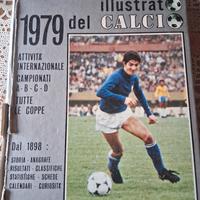 illustrato
1979 del CALCIO
ATTIVITA'
INTERNAZIONALE
CAMPIONATI
A-B-C-D
TUTTE
LE COPPE
Dal 1898 :
STORIA - ANAGRAFE
RISULTATI - CLASSIFICHE
STATISTICHE - SCHEDE
CALENDARI - CURIOSITÀ